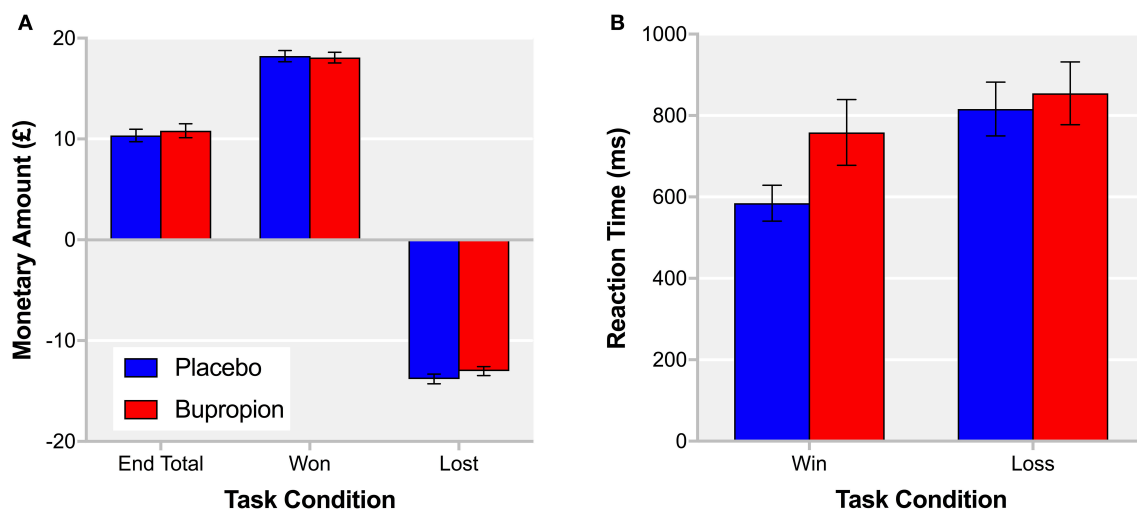 A
20
10
0
-10
-20
Monetary Amount (£)
Placebo
Bupropion
End Total Won Lost
Task Condition
B
1000
800
600
400
200
0
Reaction Time (ms)
Win Loss
Task Condition